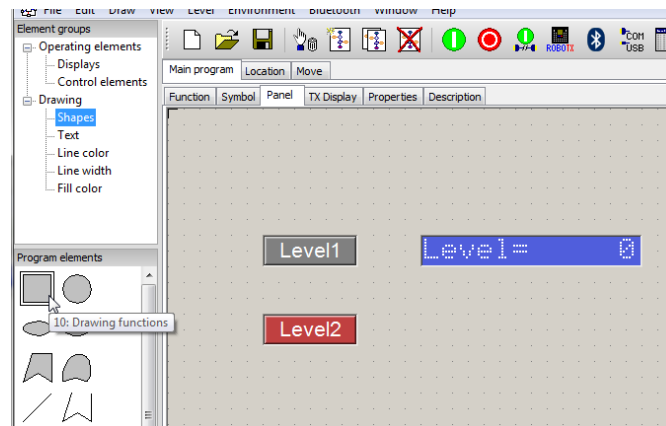 File Edit Draw View Level Environment Bluetooth Window Help
Element groups
Operating elements
Displays
Control elements
Drawing
Shapes
Text
Line color
Line width
Fill color
ROBOTX
COM
USB
Main program Location Move
Function Symbol Panel TX Display Properties Description
Level1
Level= 0
Level2
Program elements
10: Drawing functions